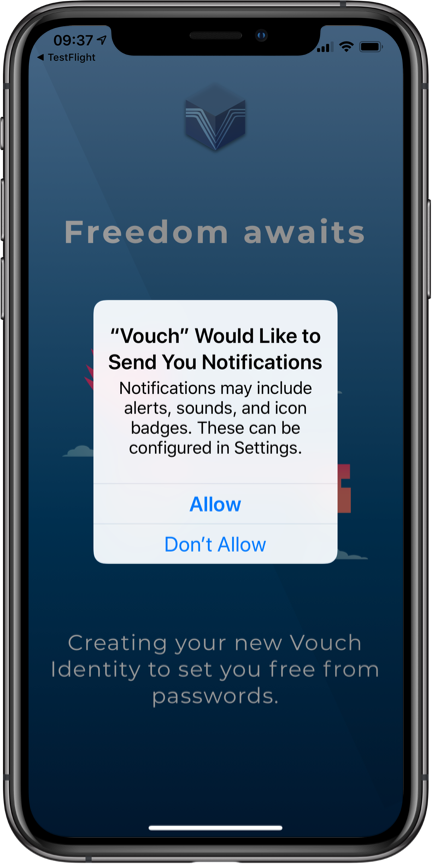 09:37
◀ TestFlight
Freedom awaits
“Vouch” Would Like to
Send You Notifications
Notifications may include
alerts, sounds, and icon
badges. These can be
configured in Settings.
Allow
Don’t Allow
Creating your new Vouch
Identity to set you free from
passwords.